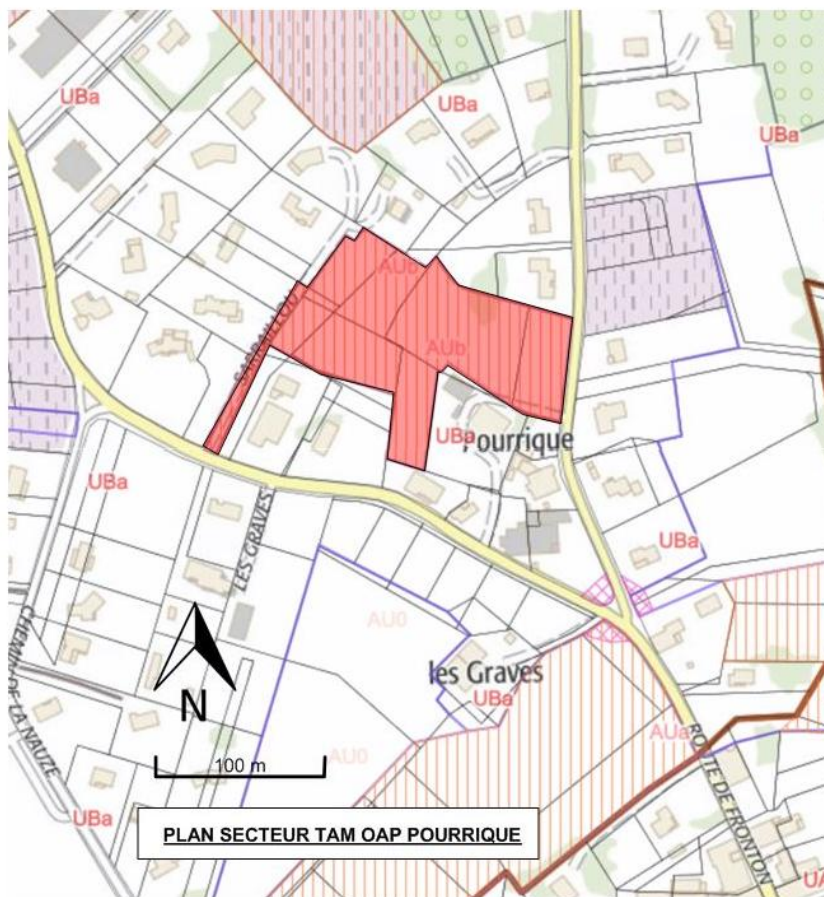 UBa
UBa
UBa
AUb
SARRAILLOU
AUb
UBa
Pourrique
UBa
LES GRAVES
UBa
AU0
CHEMIN DE LA NAUZE
les Graves
UBa
N
AUa
ROUTE DE FRONTON
AU0
100 m
UBa
PLAN SECTEUR TAM OAP POURRIQUE